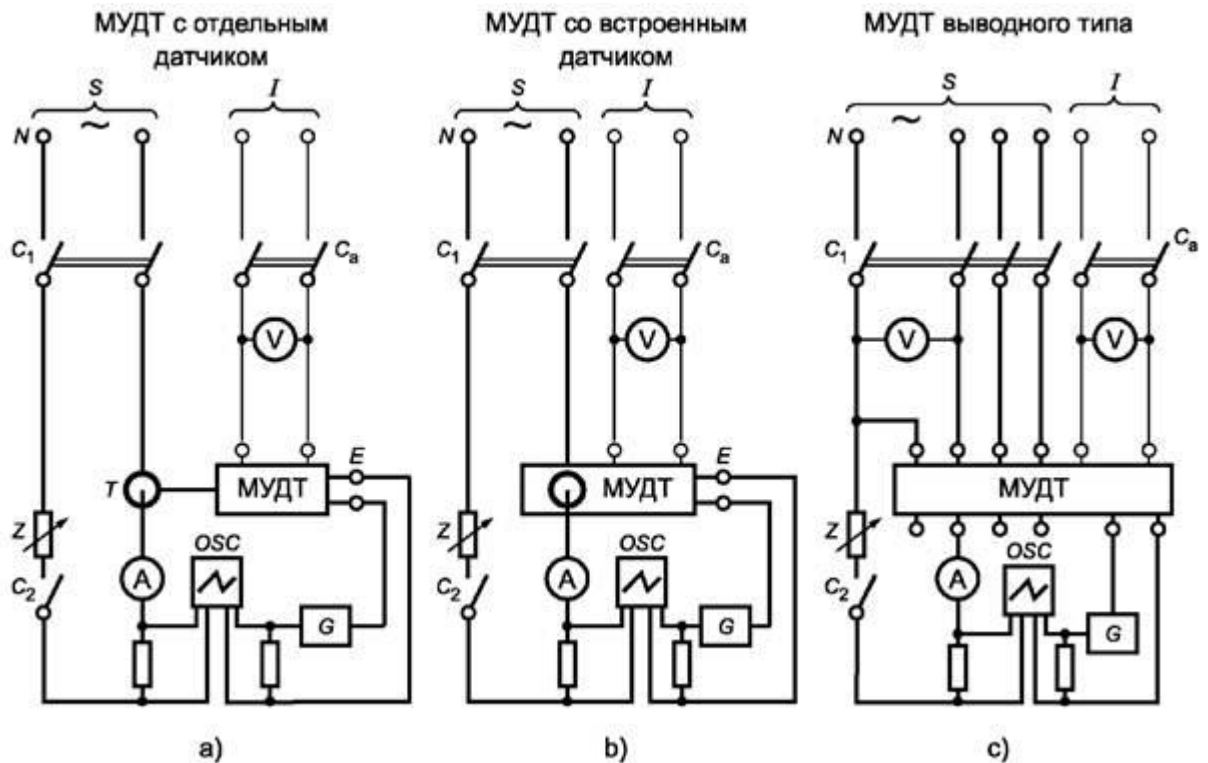 МУДТ с отдельным
датчиком
МУДТ со встроенным
датчиком
МУДТ выводного типа
S I S I S I
~ ~ ~
N N N
C1 Ca C1 Ca C1 Ca
V V V V
E E
T МУДТ МУДТ МУДТ
Z OSC Z OSC Z OSC
A A A
C2 C2 C2
G G G
a) b) c)